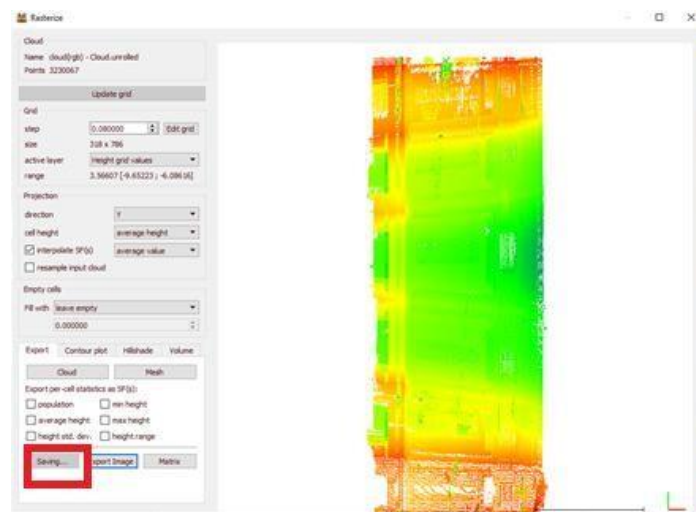 Rasterize
Cloud
Name cloud(rgb) - Cloud.unrolled
Points 3230067
Update grid
Grid
step 0.080000 Edit grid
size 318 x 786
active layer Height grid values
range 3.56607 [-9.65223 ; -6.08616]
Projection
direction Y
cell height average height
interpolate SF(s) average value
resample input cloud
Empty cells
Fill with leave empty
0.000000
Export Contour plot Hillshade Volume
Cloud Mesh
Export per-cell statistics as SF(s):
population min height
average height max height
height std. dev. height range
Saving... xport Image Matrix